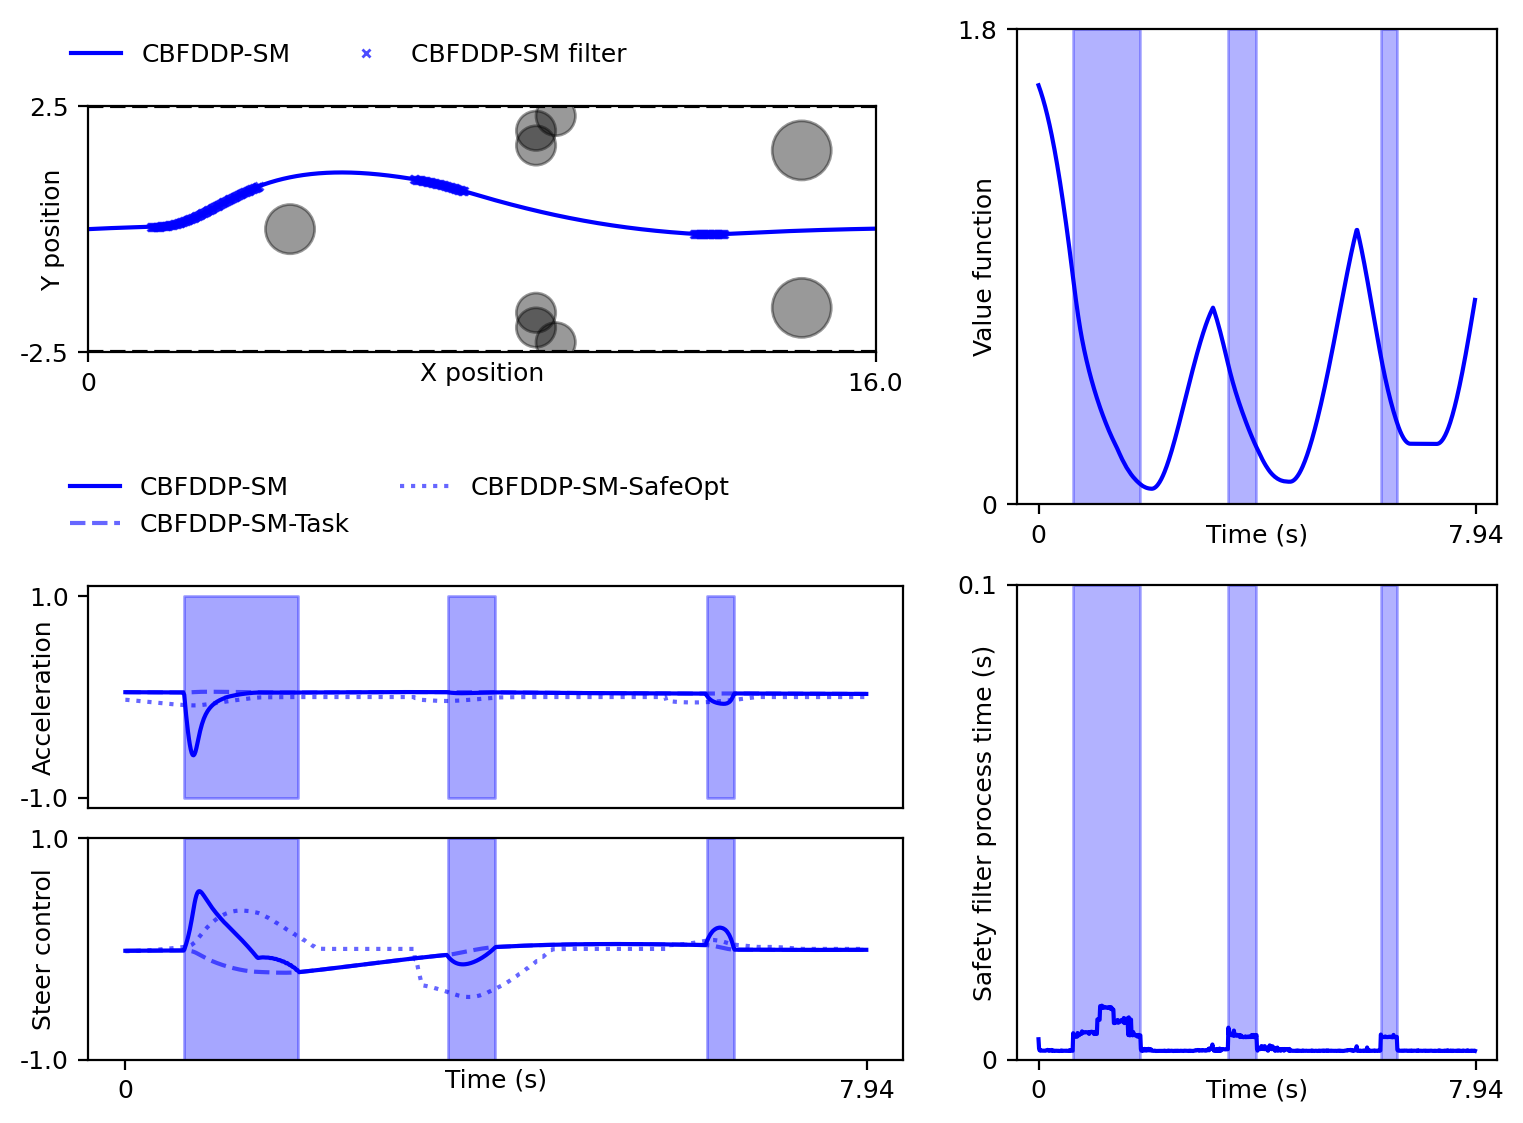 CBFDDP-SM
CBFDDP-SM filter
2.5
Y position
-2.5
0
X position
16.0
1.8
Value function
0
0
Time (s)
7.94
CBFDDP-SM
CBFDDP-SM-SafeOpt
CBFDDP-SM-Task
1.0
Acceleration
-1.0
1.0
Steer control
-1.0
0
Time (s)
7.94
0.1
Safety filter process time (s)
0
0
Time (s)
7.94